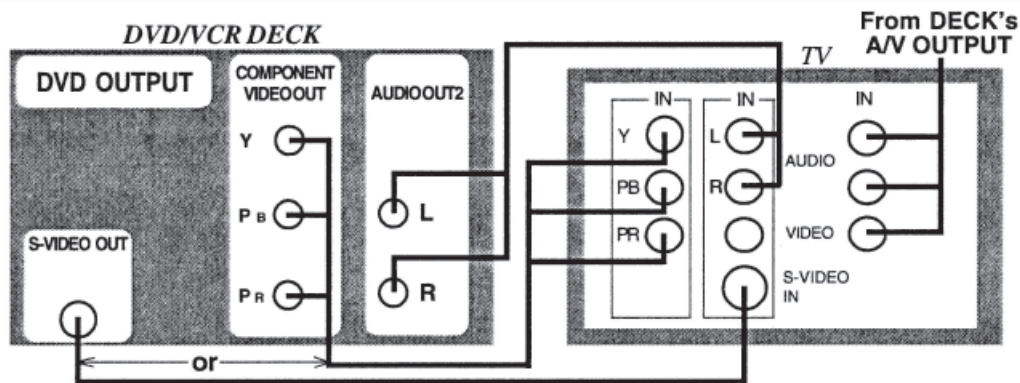 DVD/VCR DECK
DVD OUTPUT
COMPONENT
VIDEO OUT
Y
PB
PR
AUDIO OUT2
L
R
S-VIDEO OUT
or
TV
From DECK's
A/V OUTPUT
IN
IN
IN
Y
PB
PR
L
R
AUDIO
VIDEO
S-VIDEO
IN